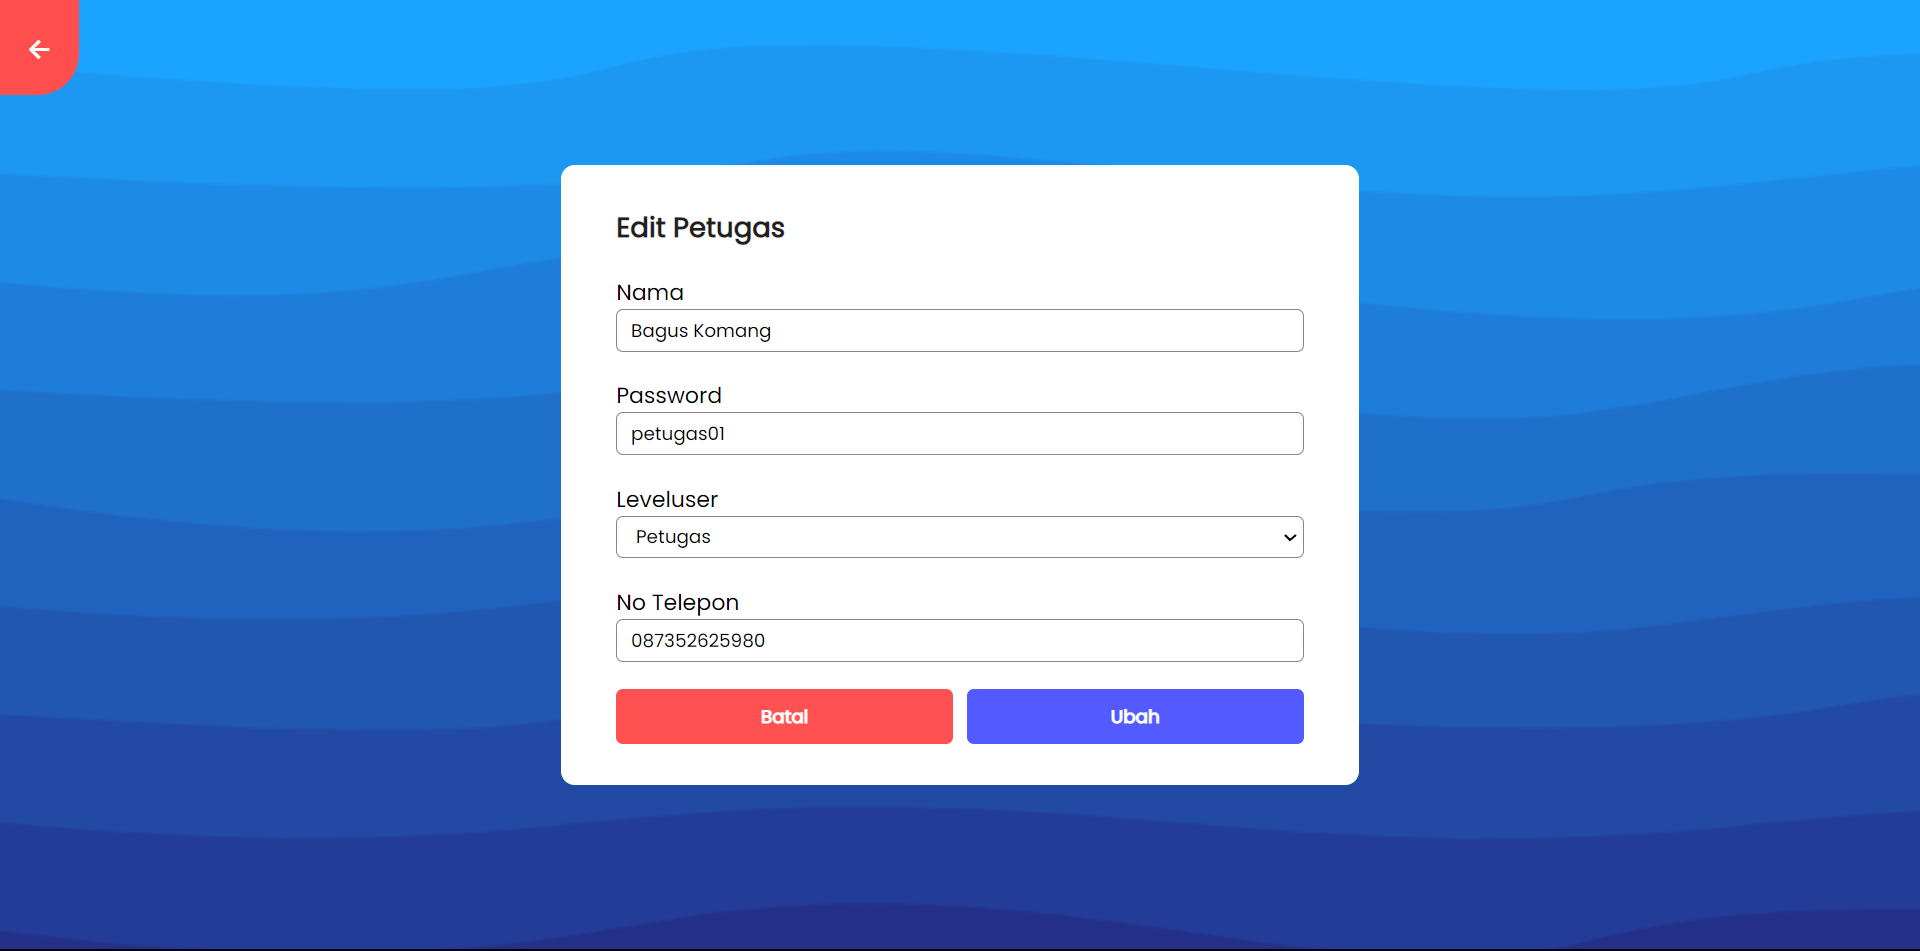 Edit Petugas
Nama
Bagus Komang
Password
petugas01
Leveluser
Petugas
No Telepon
087352625980
Batal
Ubah